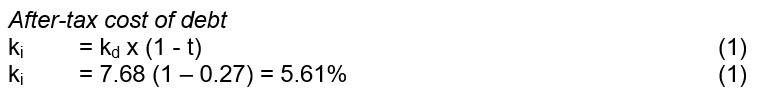 After-tax cost of debt
kᵢ = k_d x (1 - t) (1)
kᵢ = 7.68 (1 – 0.27) = 5.61% (1)